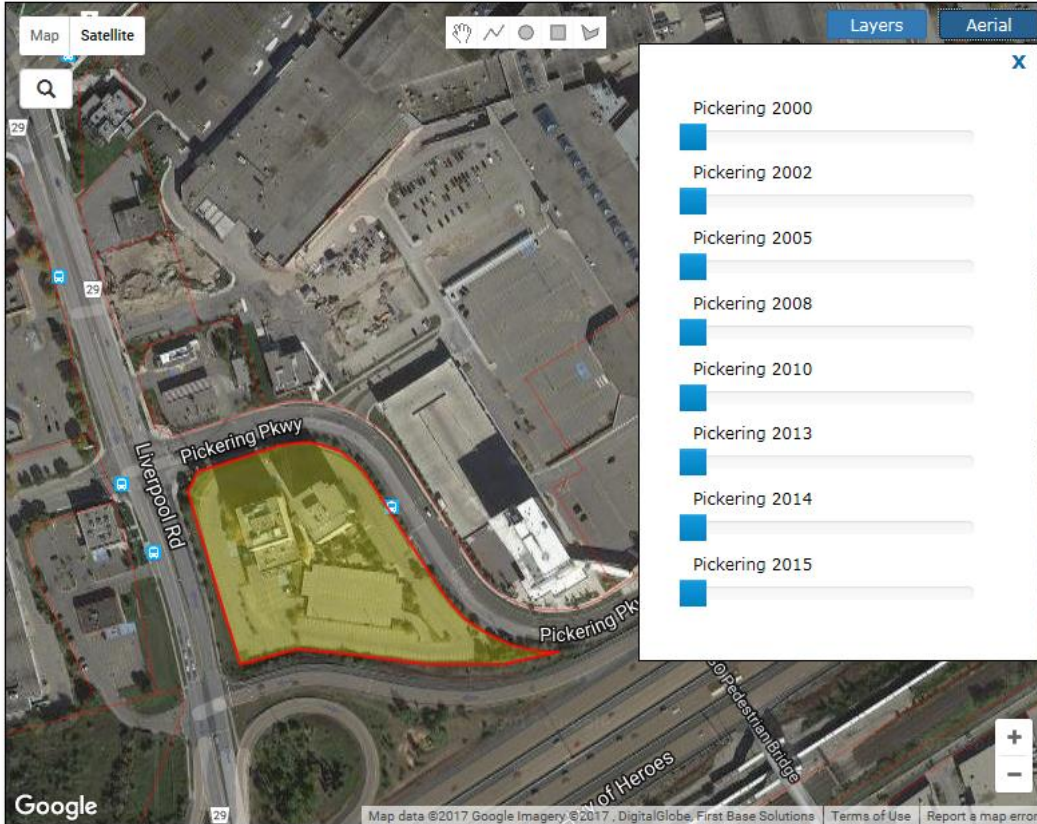 Map
Satellite
Layers
Aerial
X
Pickering 2000
Pickering 2002
Pickering 2005
Pickering 2008
Pickering 2010
Pickering 2013
Pickering 2014
Pickering 2015
29
29
Pickering Pkwy
Liverpool Rd
Pickering Pkw
GO Pedestrian Bridge
y of Heroes
29
Google
Map data ©2017 Google Imagery ©2017 , DigitalGlobe, First Base Solutions
Terms of Use
Report a map error
+
−